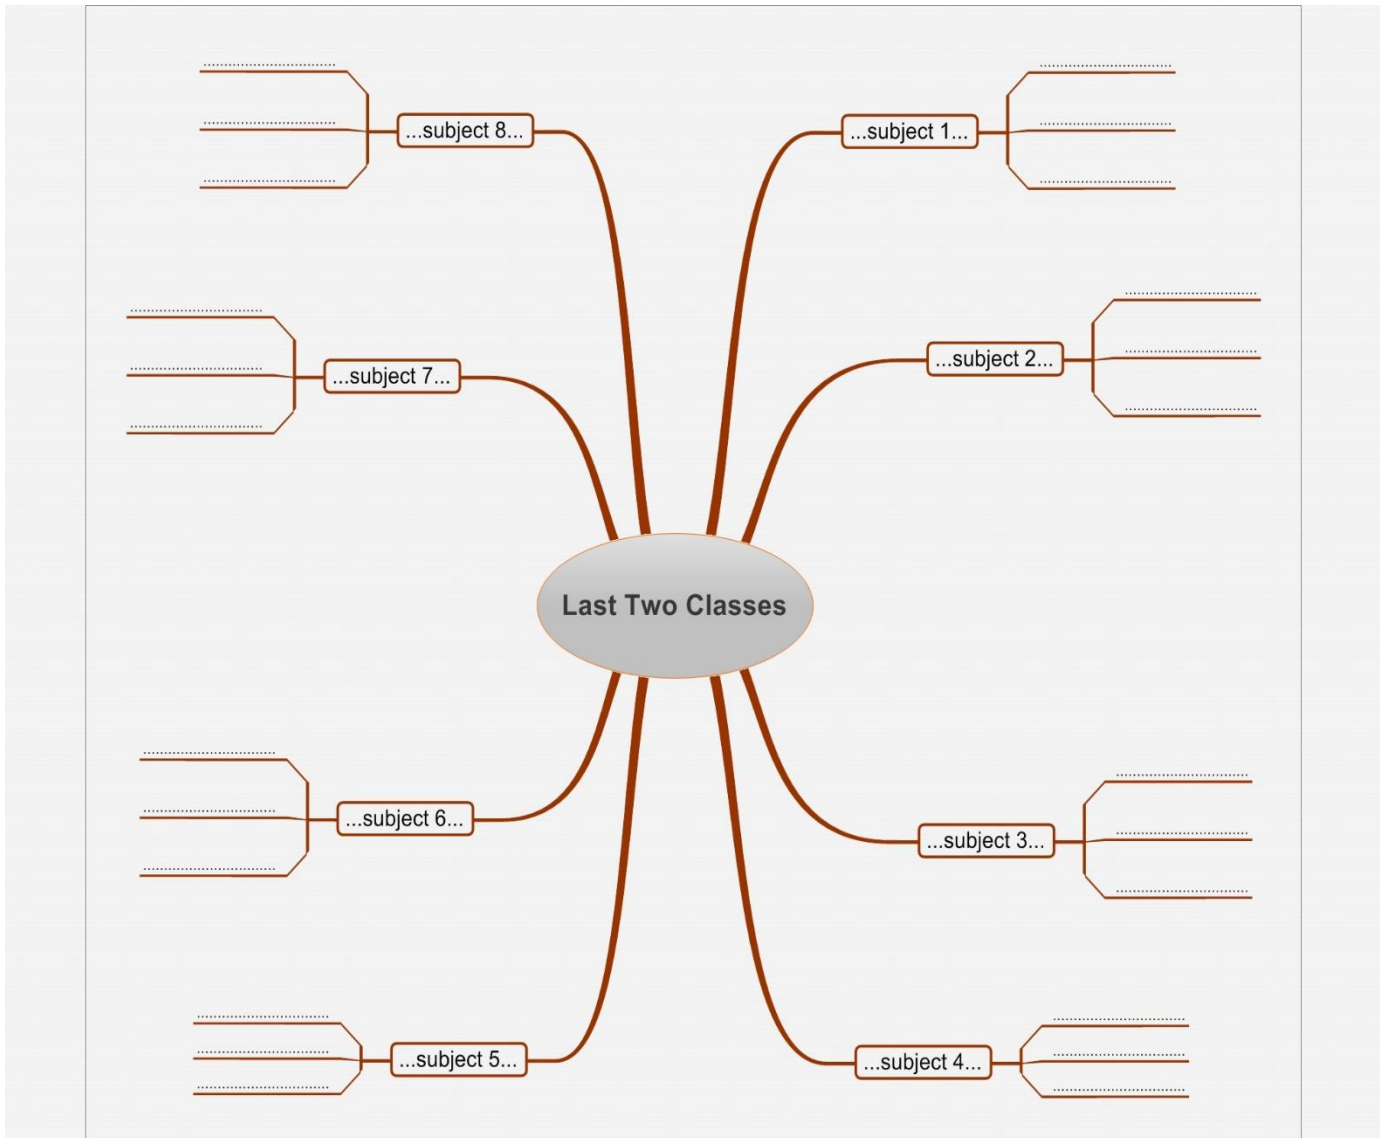 ...subject 8...
...subject 1...
...subject 7...
...subject 2...
Last Two Classes
...subject 6...
...subject 3...
...subject 5...
...subject 4...